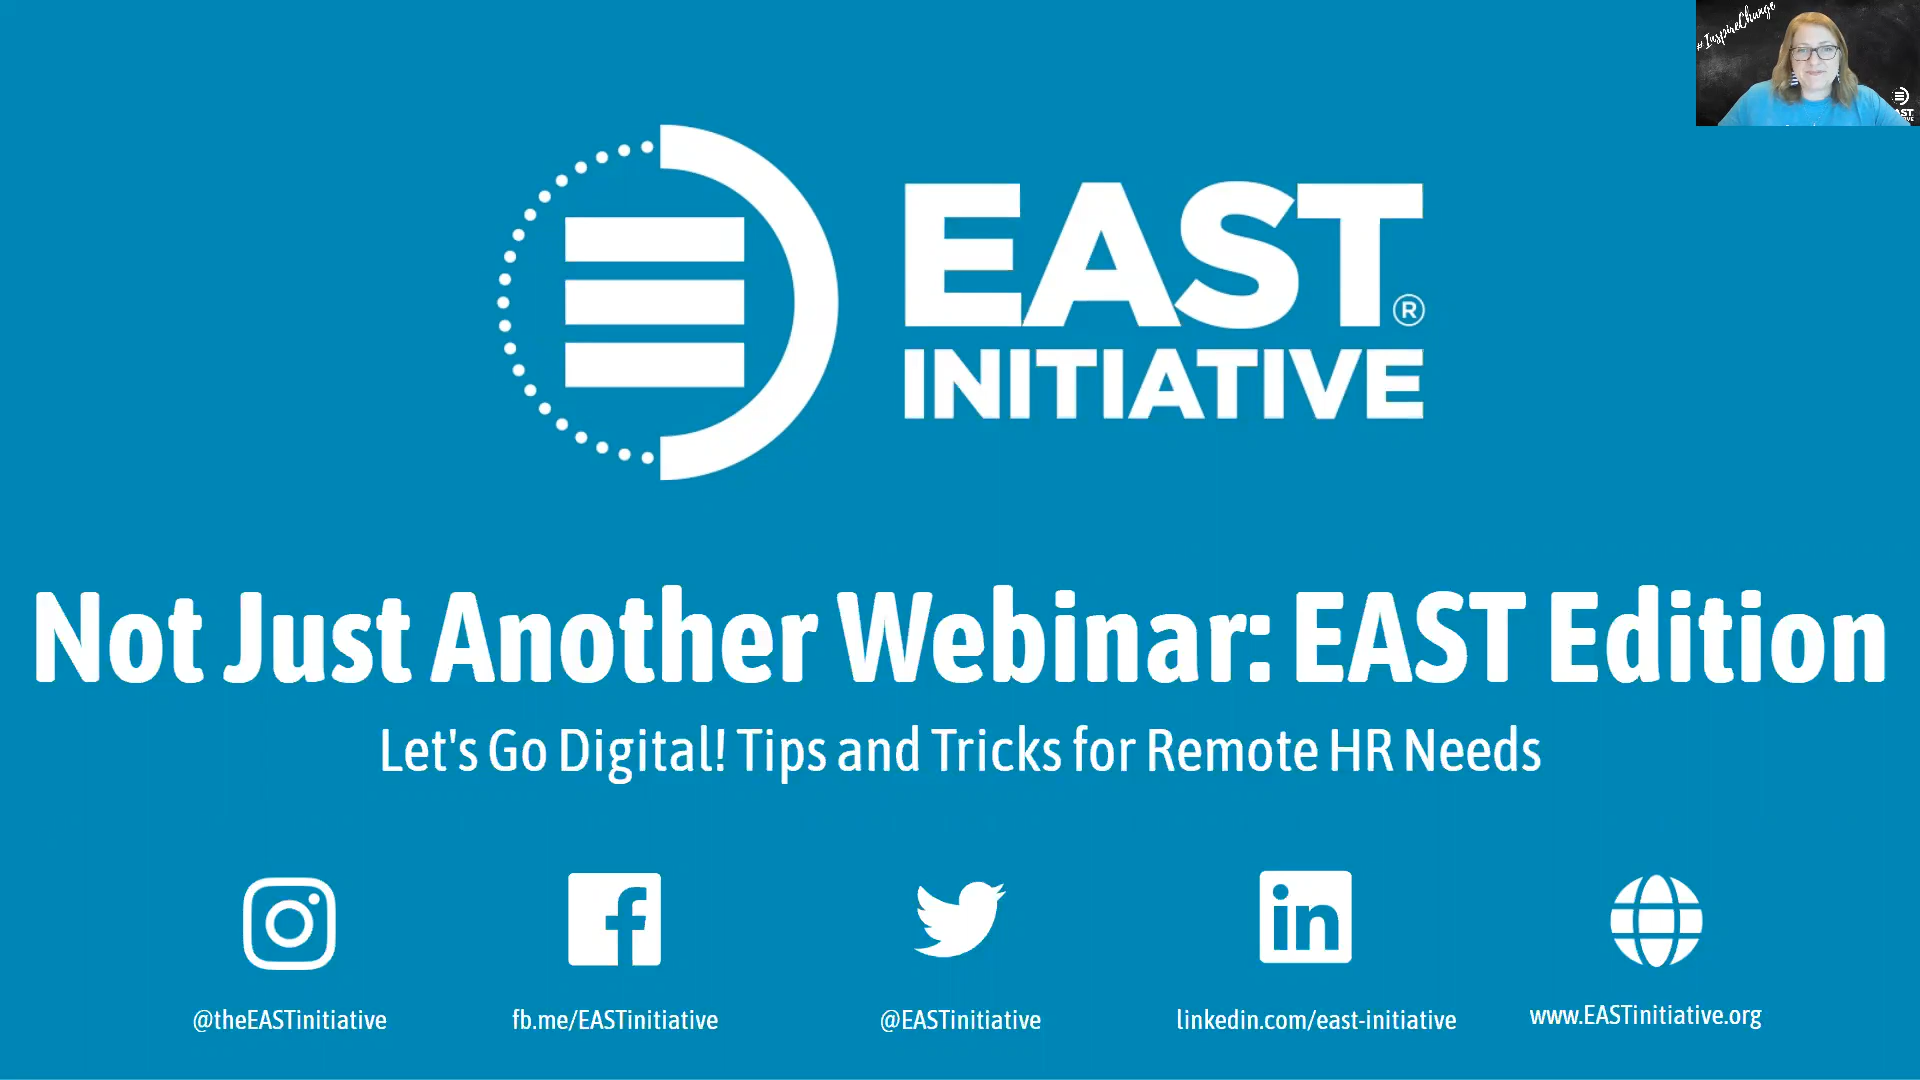 #InspireChange
EAST
INITIATIVE
®
Not Just Another Webinar: EAST Edition
Let's Go Digital! Tips and Tricks for Remote HR Needs
@theEASTinitiative
fb.me/EASTinitiative
@EASTinitiative
linkedin.com/east-initiative
www.EASTinitiative.org